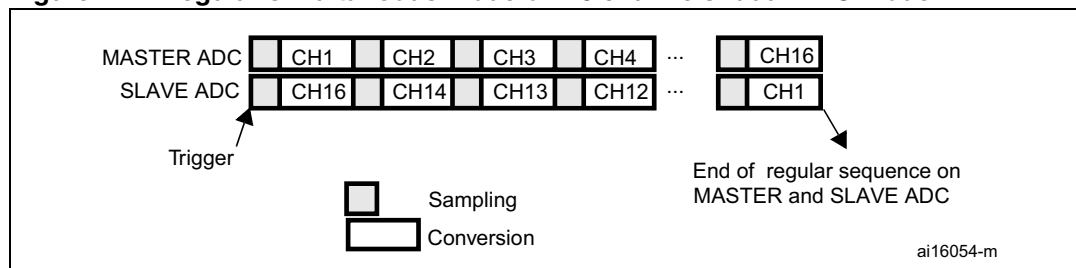 MASTER ADC CH1 CH2 CH3 CH4 ... CH16
SLAVE ADC CH16 CH14 CH13 CH12 ... CH1
Trigger
End of regular sequence on
MASTER and SLAVE ADC
Sampling
Conversion
ai16054-m